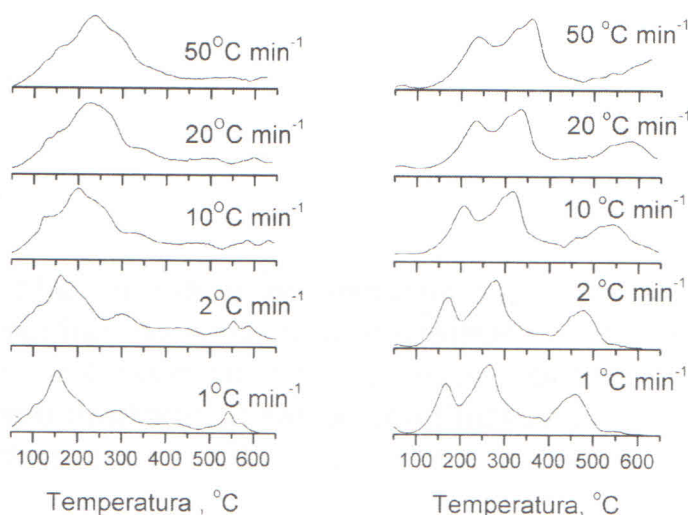 50°C min⁻¹
20°C min⁻¹
10°C min⁻¹
2°C min⁻¹
1°C min⁻¹
100 200 300 400 500 600
Temperatura , °C
50 °C min⁻¹
20 °C min⁻¹
10 °C min⁻¹
2 °C min⁻¹
1 °C min⁻¹
100 200 300 400 500 600
Temperatura, °C